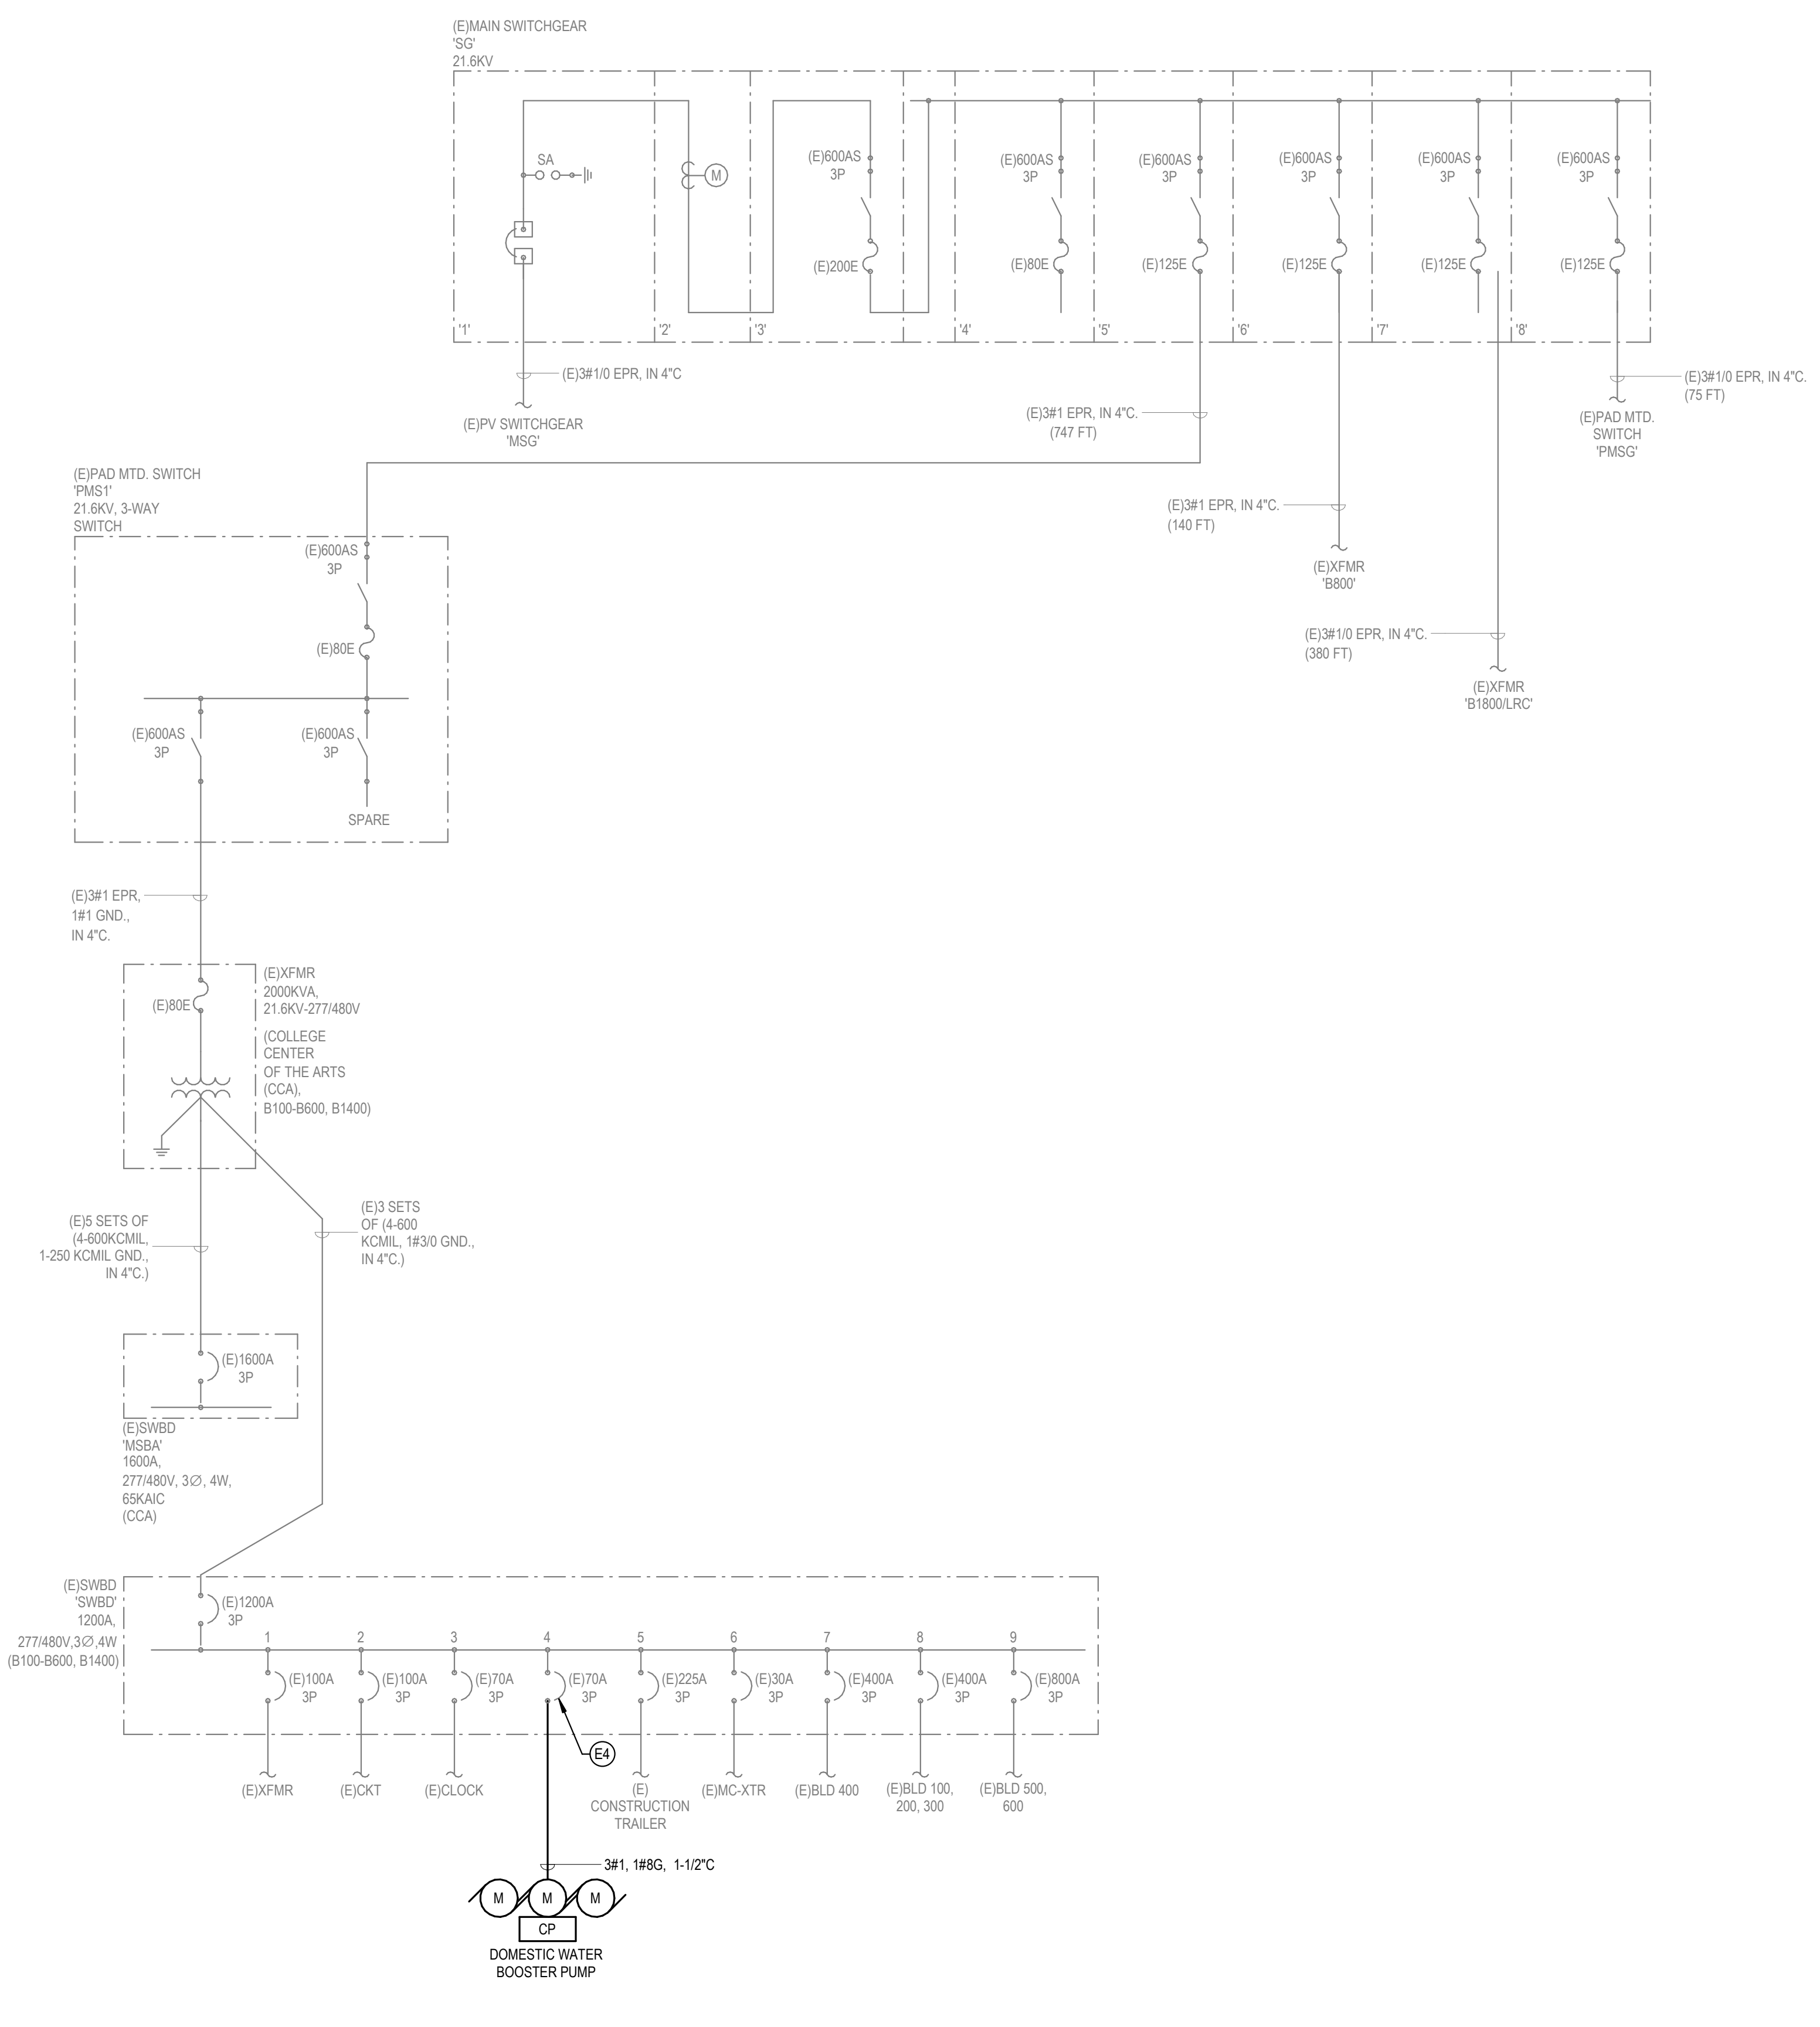 (E)MAIN SWITCHGEAR
'SG'
21.6KV
SA
M
(E)600AS
3P
(E)200E
(E)600AS
3P
(E)80E
(E)600AS
3P
(E)125E
(E)600AS
3P
(E)125E
(E)600AS
3P
(E)125E
(E)600AS
3P
(E)125E
'1'
'2'
'3'
'4'
'5'
'6'
'7'
'8'
(E)3#1/0 EPR, IN 4"C
(E)PV SWITCHGEAR
'MSG'
(E)3#1 EPR, IN 4"C.
(747 FT)
(E)3#1/0 EPR, IN 4"C.
(75 FT)
(E)PAD MTD.
SWITCH
'PMSG'
(E)3#1 EPR, IN 4"C.
(140 FT)
(E)XFMR
'B800'
(E)3#1/0 EPR, IN 4"C.
(380 FT)
(E)XFMR
'B1800/LRC'
(E)PAD MTD. SWITCH
'PMS1'
21.6KV, 3-WAY
SWITCH
(E)600AS
3P
(E)80E
(E)600AS
3P
(E)600AS
3P
SPARE
(E)3#1 EPR,
1#1 GND.,
IN 4"C.
(E)80E
(E)XFMR
2000KVA,
21.6KV-277/480V
(COLLEGE
CENTER
OF THE ARTS
(CCA),
B100-B600, B1400)
(E)5 SETS OF
(4-600KCMIL,
1-250 KCMIL GND.,
IN 4"C.)
(E)3 SETS
OF (4-600
KCMIL, 1#3/0 GND.,
IN 4"C.)
(E)1600A
3P
(E)SWBD
'MSBA'
1600A,
277/480V, 3∅, 4W,
65KAIC
(CCA)
(E)SWBD
'SWBD'
1200A,
277/480V,3∅,4W
(B100-B600, B1400)
(E)1200A
3P
1
2
3
4
5
6
7
8
9
(E)100A
3P
(E)100A
3P
(E)70A
3P
(E)70A
3P
(E)225A
3P
(E)30A
3P
(E)400A
3P
(E)400A
3P
(E)800A
3P
E4
(E)XFMR
(E)CKT
(E)CLOCK
(E)
CONSTRUCTION
TRAILER
(E)MC-XTR
(E)BLD 400
(E)BLD 100,
200, 300
(E)BLD 500,
600
3#1, 1#8G, 1-1/2"C
M
M
M
CP
DOMESTIC WATER
BOOSTER PUMP